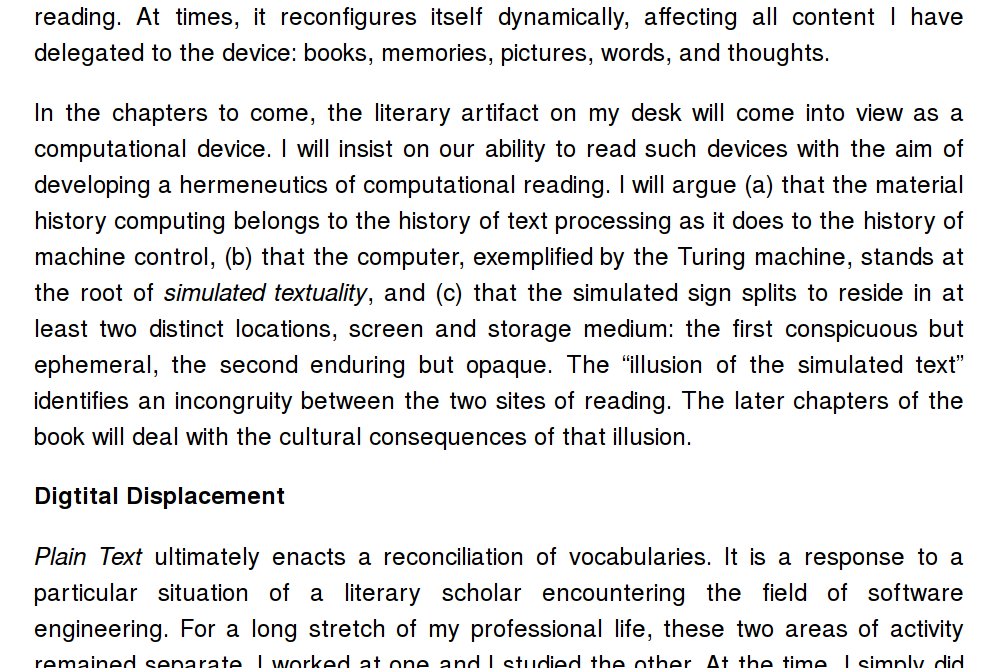 reading. At times, it reconfigures itself dynamically, affecting all content I have
delegated to the device: books, memories, pictures, words, and thoughts.
In the chapters to come, the literary artifact on my desk will come into view as a
computational device. I will insist on our ability to read such devices with the aim of
developing a hermeneutics of computational reading. I will argue (a) that the material
history computing belongs to the history of text processing as it does to the history of
machine control, (b) that the computer, exemplified by the Turing machine, stands at
the root of simulated textuality, and (c) that the simulated sign splits to reside in at
least two distinct locations, screen and storage medium: the first conspicuous but
ephemeral, the second enduring but opaque. The “illusion of the simulated text”
identifies an incongruity between the two sites of reading. The later chapters of the
book will deal with the cultural consequences of that illusion.
Digtital Displacement
Plain Text ultimately enacts a reconciliation of vocabularies. It is a response to a
particular situation of a literary scholar encountering the field of software
engineering. For a long stretch of my professional life, these two areas of activity
remained separate. I worked at one and I studied the other. At the time, I simply did